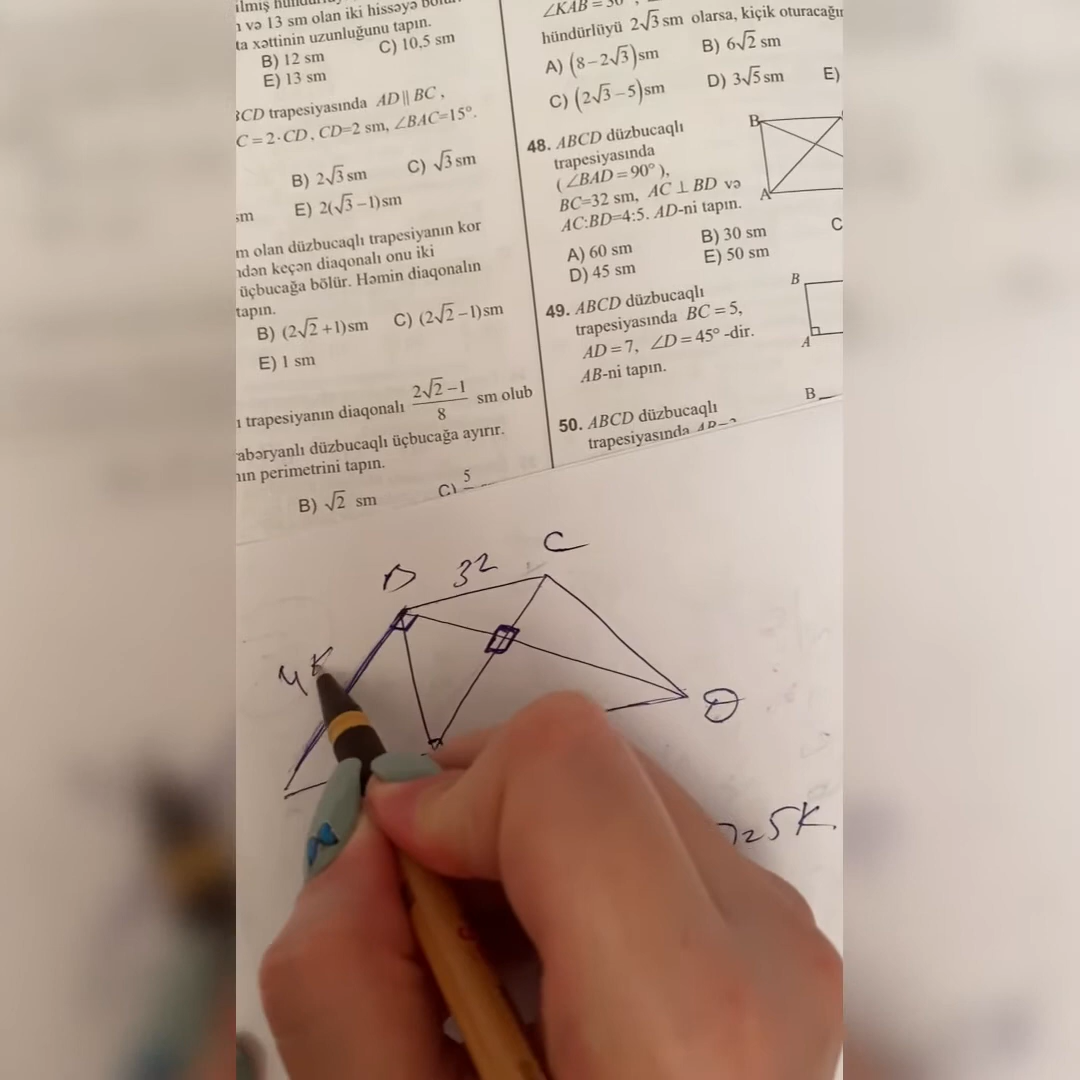 və 13 sm olan iki hissəyə
ta xəttinin uzunluğunu tapın.
B) 12 sm C) 10,5 sm
E) 13 sm
BCD trapesiyasında AD || BC ,
C = 2·CD , CD=2 sm, ∠BAC=15°.
B) 2√3 sm C) √3 sm
sm E) 2(√3 −1)sm
m olan düzbucaqlı trapesiyanın kor
ndən keçən diaqonalı onu iki
üçbucağa bölür. Həmin diaqonalın
tapın.
B) (2√2 +1)sm C) (2√2 −1)sm
E) 1 sm
ı trapesiyanın diaqonalı (2√2 −1)/8 sm olub
abəryanlı düzbucaqlı üçbucağa ayırır.
nın perimetrini tapın.
B) √2 sm C) 5
∠KAB = 30°,
hündürlüyü 2√3 sm olarsa, kiçik oturacağın
A) (8−2√3)sm B) 6√2 sm
C) (2√3 −5)sm D) 3√5 sm E)
48. ABCD düzbucaqlı
trapesiyasında
(∠BAD = 90°),
BC=32 sm, AC ⊥ BD və
AC:BD=4:5. AD-ni tapın.
A) 60 sm B) 30 sm C
D) 45 sm E) 50 sm
B
A
49. ABCD düzbucaqlı
trapesiyasında BC = 5,
AD = 7, ∠D = 45° -dir.
AB-ni tapın.
B
A
50. ABCD düzbucaqlı
trapesiyasında
B
B 32 C
4K
D
=5K